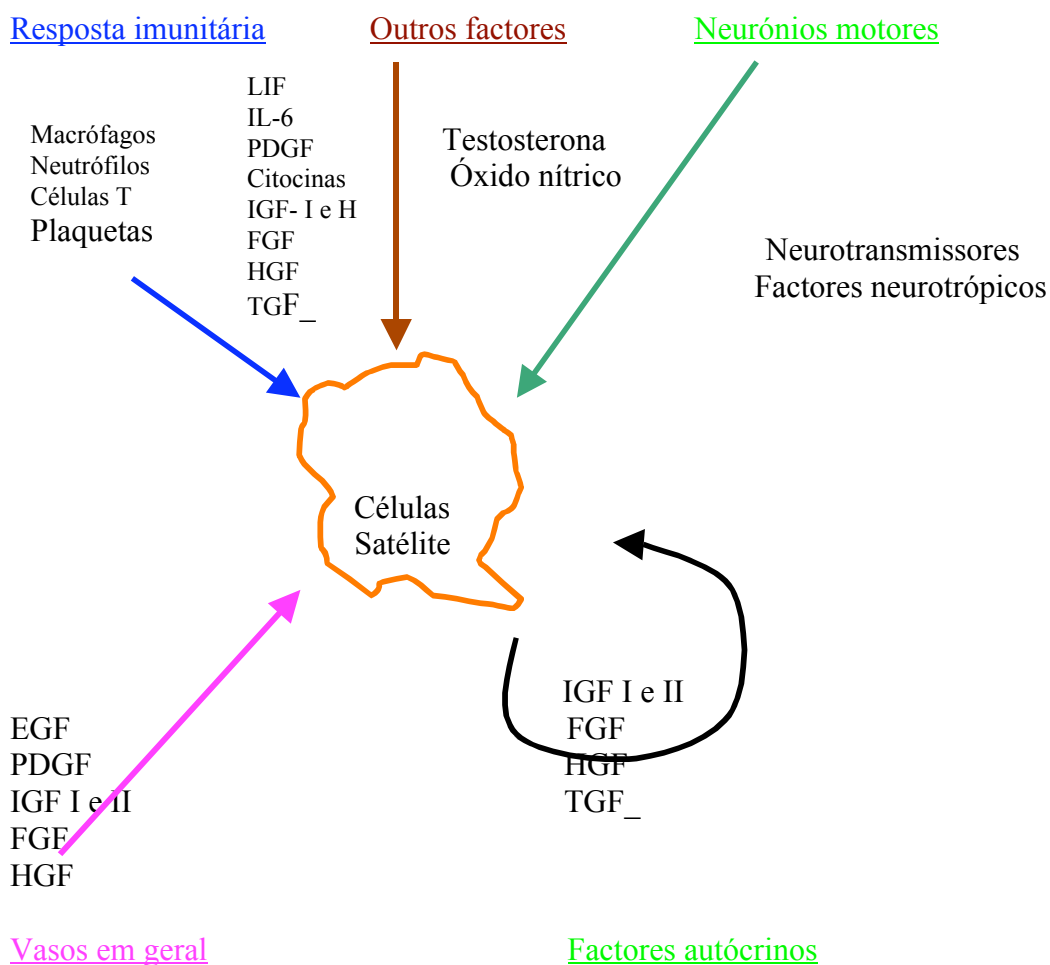 Resposta imunitária
Outros factores
Neurónios motores
Macrófagos
Neutrófilos
Células T
Plaquetas
LIF
IL-6
PDGF
Citocinas
IGF- I e H
FGF
HGF
TGF_
Testosterona
Óxido nítrico
Neurotransmissores
Factores neurotrópicos
Células
Satélite
EGF
PDGF
IGF I e II
FGF
HGF
IGF I e II
FGF
HGF
TGF_
Vasos em geral
Factores autócrinos